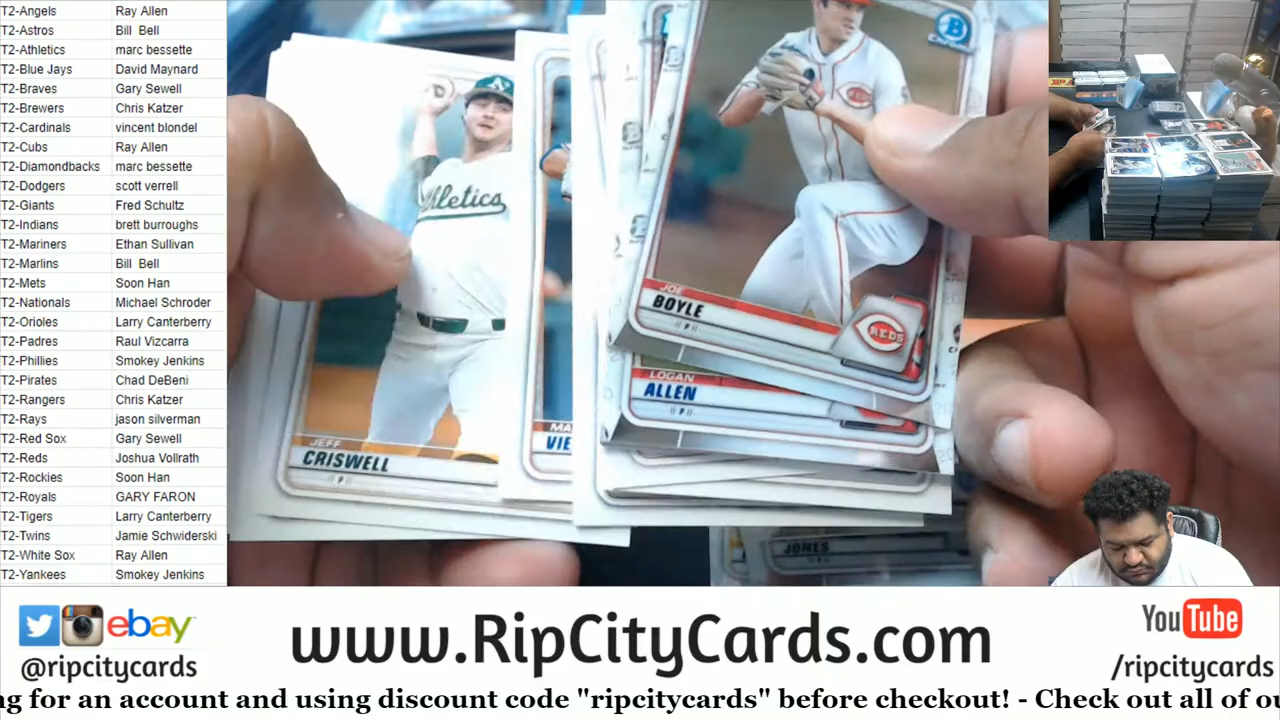 T2-Angels Ray Allen
T2-Astros Bill Bell
T2-Athletics marc bessette
T2-Blue Jays David Maynard
T2-Braves Gary Sewell
T2-Brewers Chris Katzer
T2-Cardinals vincent blondel
T2-Cubs Ray Allen
T2-Diamondbacks marc bessette
T2-Dodgers scott verrell
T2-Giants Fred Schultz
T2-Indians brett burroughs
T2-Mariners Ethan Sullivan
T2-Marlins Bill Bell
T2-Mets Soon Han
T2-Nationals Michael Schroder
T2-Orioles Larry Canterberry
T2-Padres Raul Vizcarra
T2-Phillies Smokey Jenkins
T2-Pirates Chad DeBeni
T2-Rangers Chris Katzer
T2-Rays jason silverman
T2-Red Sox Gary Sewell
T2-Reds Joshua Vollrath
T2-Rockies Soon Han
T2-Royals GARY FARON
T2-Tigers Larry Canterberry
T2-Twins Jamie Schwiderski
T2-White Sox Ray Allen
T2-Yankees Smokey Jenkins
A's
thletics
JEFF
CRISWELL
P
MA
VIE
B
JOE
BOYLE
P
REDS
LOGAN
ALLEN
P
JONES
ebay
@ripcitycards
www.RipCityCards.com
YouTube
/ripcitycards
ng for an account and using discount code "ripcitycards" before checkout! - Check out all of ou